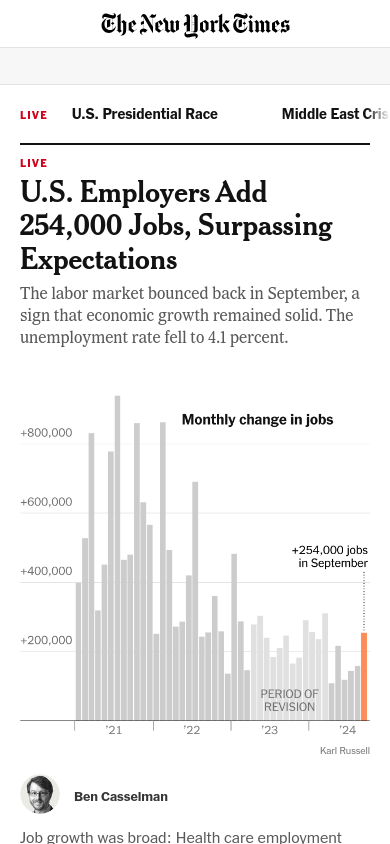 The New York Times
LIVE U.S. Presidential Race Middle East Cris
LIVE
U.S. Employers Add
254,000 Jobs, Surpassing
Expectations
The labor market bounced back in September, a
sign that economic growth remained solid. The
unemployment rate fell to 4.1 percent.
Monthly change in jobs
+800,000
+600,000
+400,000
+200,000
+254,000 jobs
in September
PERIOD OF
REVISION
'21 '22 '23 '24
Karl Russell
Ben Casselman
Job growth was broad: Health care employment